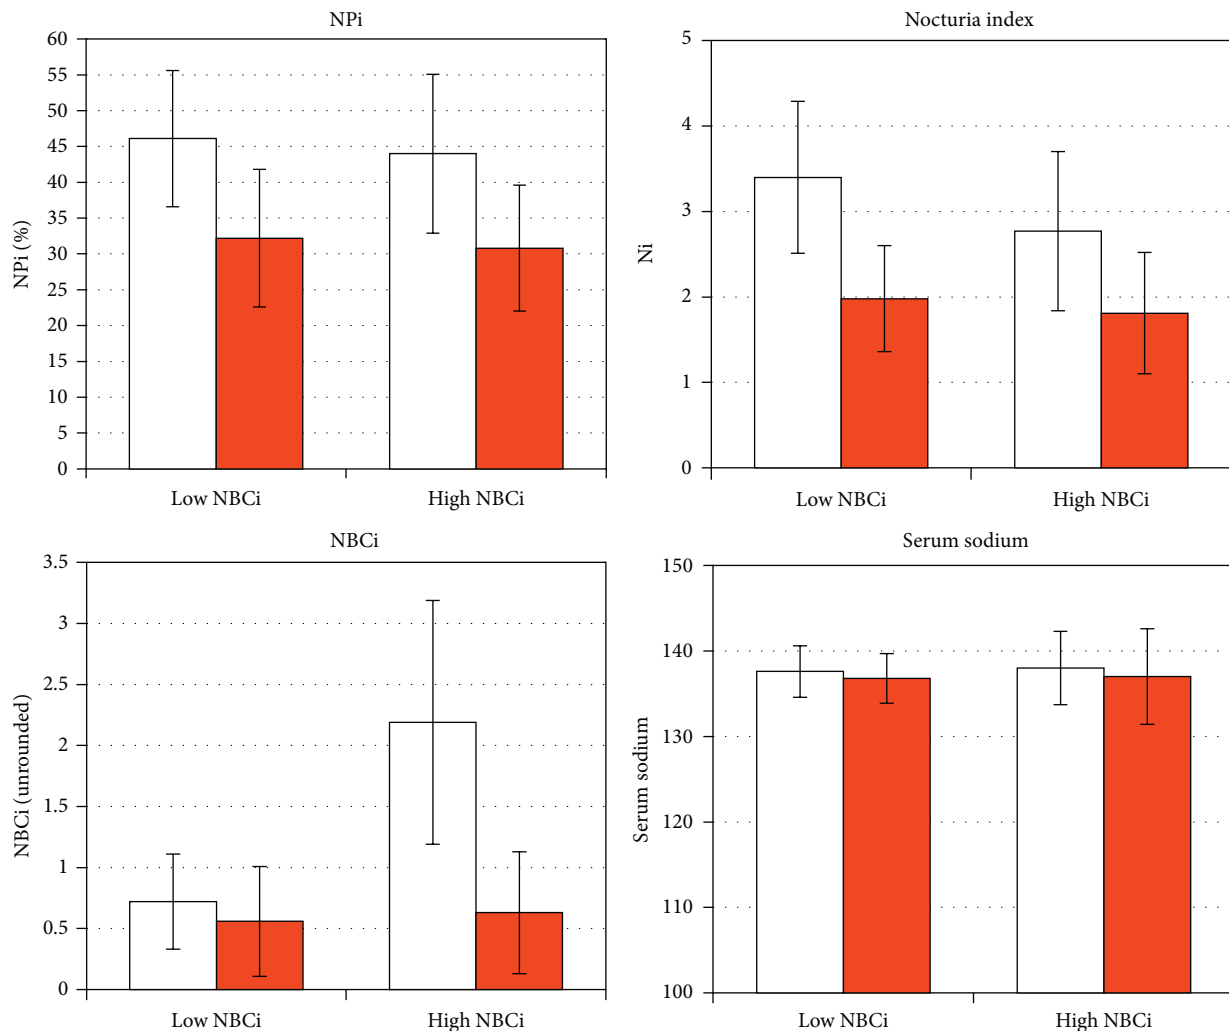 NPi
NPi (%)
60
55
50
45
40
35
30
25
20
15
10
5
0
Low NBCi
High NBCi
Nocturia index
Ni
5
4
3
2
1
0
Low NBCi
High NBCi
NBCi
NBCi (unrounded)
3.5
3
2.5
2
1.5
1
0.5
0
Low NBCi
High NBCi
Serum sodium
Serum sodium
150
140
130
120
110
100
Low NBCi
High NBCi